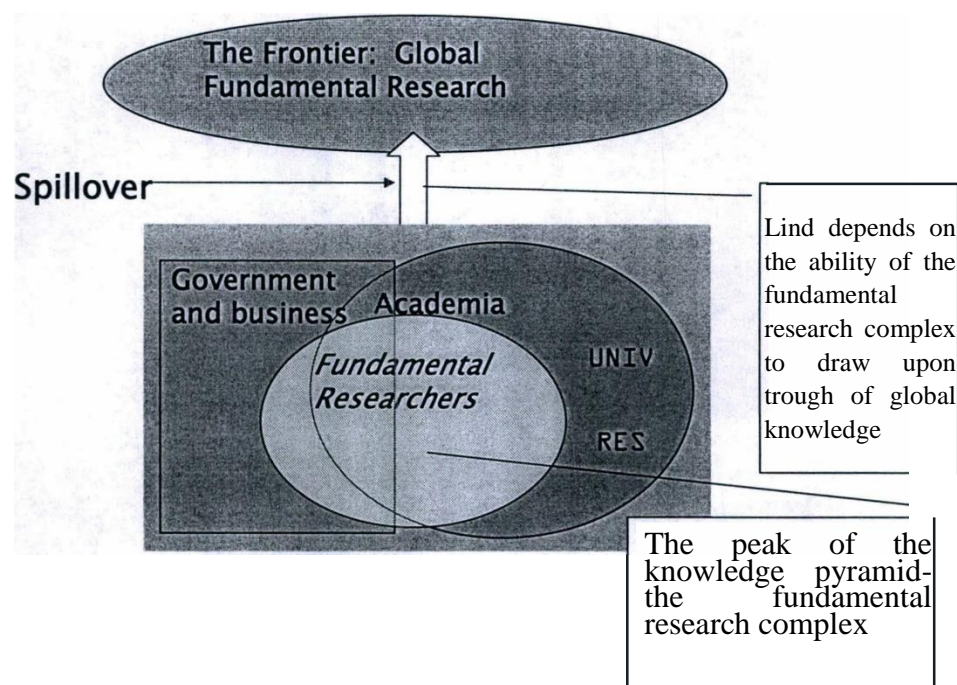 The Frontier: Global
Fundamental Research
Spillover
Lind depends on
the ability of the
fundamental
research complex
to draw upon
trough of global
knowledge
Government
and business
Academia
Fundamental
Researchers
UNIV
RES
The peak of the
knowledge pyramid-
the fundamental
research complex